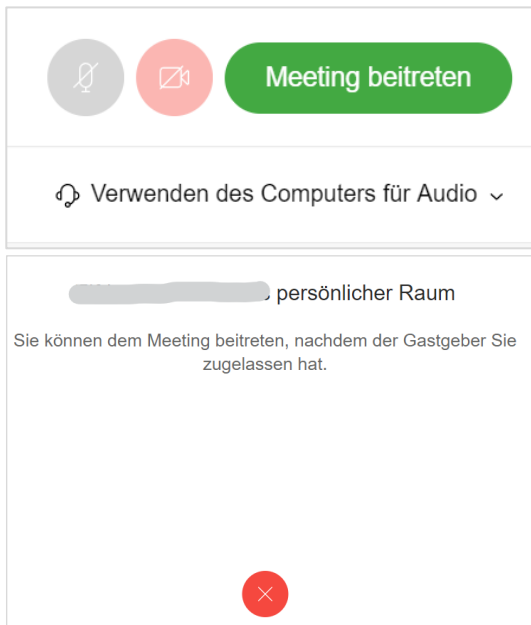 Meeting beitreten
Verwenden des Computers für Audio
persönlicher Raum
Sie können dem Meeting beitreten, nachdem der Gastgeber Sie
zugelassen hat.